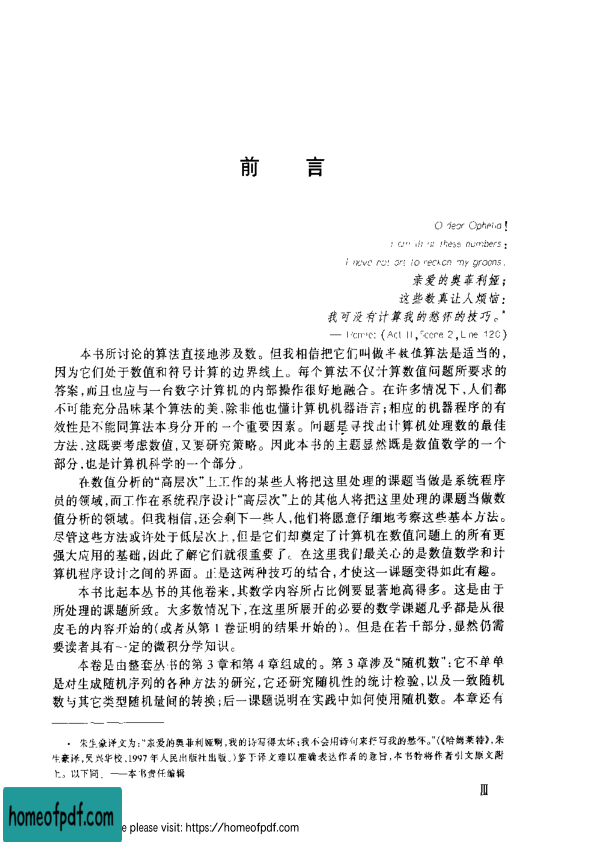 前 言
O dear Ophelia!
these numbers:
I have not art to reckon my groans.
亲爱的奥菲利娅;
这些数真让人烦恼:
我可没有计算我的愁怀的技巧。*
(Act II, Scene 2, Line 120)
本书所讨论的算法直接地涉及数。但我相信把它们叫做半数值算法是适当的,
因为它们处于数值和符号计算的边界线上。每个算法不仅计算数值问题所要求的
答案,而且也应与一台数字计算机的内部操作很好地融合。在许多情况下,人们都
不可能充分品味某个算法的美,除非他也懂计算机机器语言;相应的机器程序的有
效性是不能同算法本身分开的一个重要因素。问题是寻找出计算机处理数的最佳
方法,这既要考虑数值,又要研究策略。因此本书的主题显然既是数值数学的一个
部分,也是计算机科学的一个部分。
在数值分析的“高层次”上工作的某些人将把这里处理的课题当做是系统程序
员的领域,而工作在系统程序设计“高层次”上的其他人将把这里处理的课题当做数
值分析的领域。但我相信,还会剩下一些人,他们将愿意仔细地考察这些基本方法。
尽管这些方法或许处于低层次上,但是它们却奠定了计算机在数值问题上的所有更
强大应用的基础,因此了解它们就很重要了。在这里我们最关心的是数值数学和计
算机程序设计之间的界面。正是这两种技巧的结合,才使这一课题变得如此有趣。
本书比起本丛书的其他卷来,其数学内容所占比例要显著地高得多。这是由于
所处理的课题所致。大多数情况下,在这里所展开的必要的数学课题几乎都是从很
皮毛的内容开始的(或者从第1卷证明的结果开始的)。但是在若干部分,显然仍需
要读者具有一定的微积分学知识。
本卷是由整套丛书的第3章和第4章组成的。第3章涉及“随机数”:它不单单
是对生成随机序列的各种方法的研究,它还研究随机性的统计检验,以及一致随机
数与其它类型随机量间的转换;后一课题说明在实践中如何使用随机数。本章还有
* 朱生豪译文为:“亲爱的奥菲利娅啊,我的诗写得太坏;我不会用诗句来抒写我的愁怀。”(《哈姆莱特》,朱
生豪译,吴兴华校,1997年人民出版社出版。)鉴于译文难以准确表达作者的意旨,本书特将作者引文原文附
上。以下同。——本书责任编辑
III
homeofpdf.com
e please visit: https://homeofpdf.com